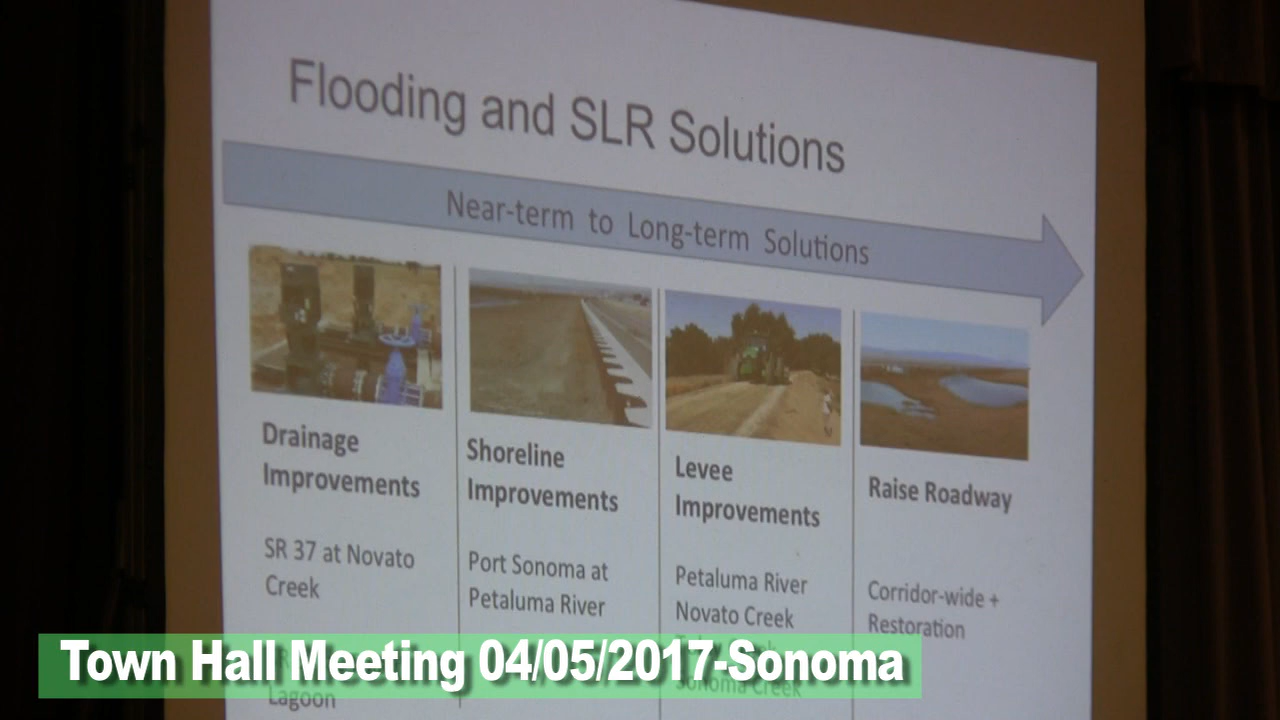 Flooding and SLR Solutions
Near-term to Long-term Solutions
Drainage
Improvements
SR 37 at Novato
Creek
Lagoon
Shoreline
Improvements
Port Sonoma at
Petaluma River
Levee
Improvements
Petaluma River
Novato Creek
Sonoma Creek
Raise Roadway
Corridor-wide +
Restoration
Town Hall Meeting 04/05/2017-Sonoma